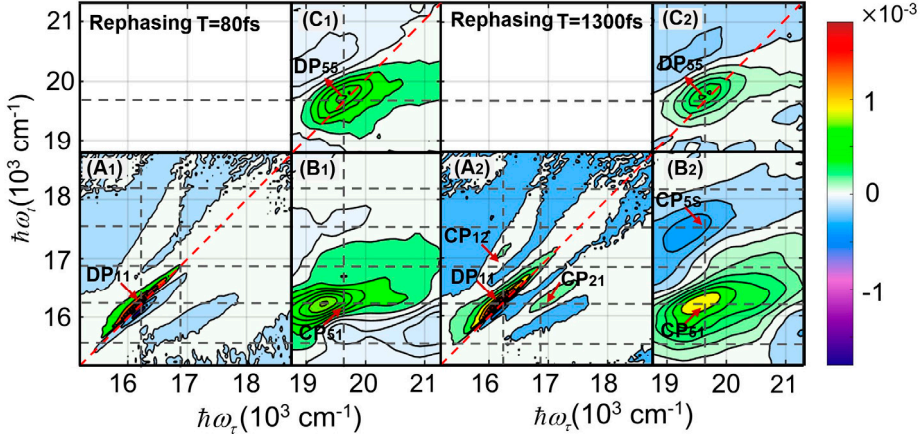 Rephasing T=80fs
(C1)
Rephasing T=1300fs
(C2)
×10-3
21
20
19
DP55
DP55
1
0
-1
ħωt(10³ cm-1)
(A1)
(B1)
(A2)
(B2)
18
17
16
DP11
CP51
CP12
DP11
CP21
CP5S
CP51
16 17 18 19 20 21 16 17 18 19 20 21
ħωτ(10³ cm-1)
ħωτ(10³ cm-1)